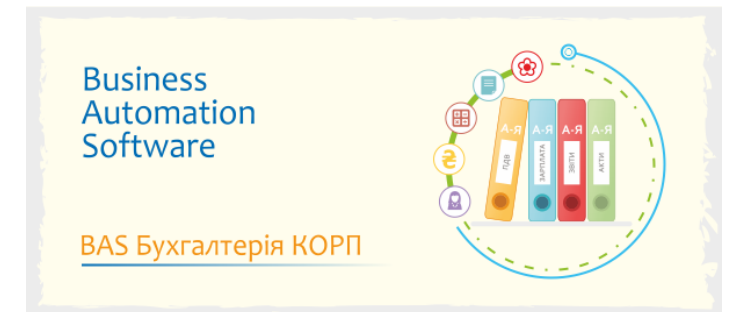 Business
Automation
Software
BAS Бухгалтерія КОРП
А-Я А-Я А-Я А-Я
ПДВ
ЗАРПЛАТА
ЗВІТИ
АКТИ
₴